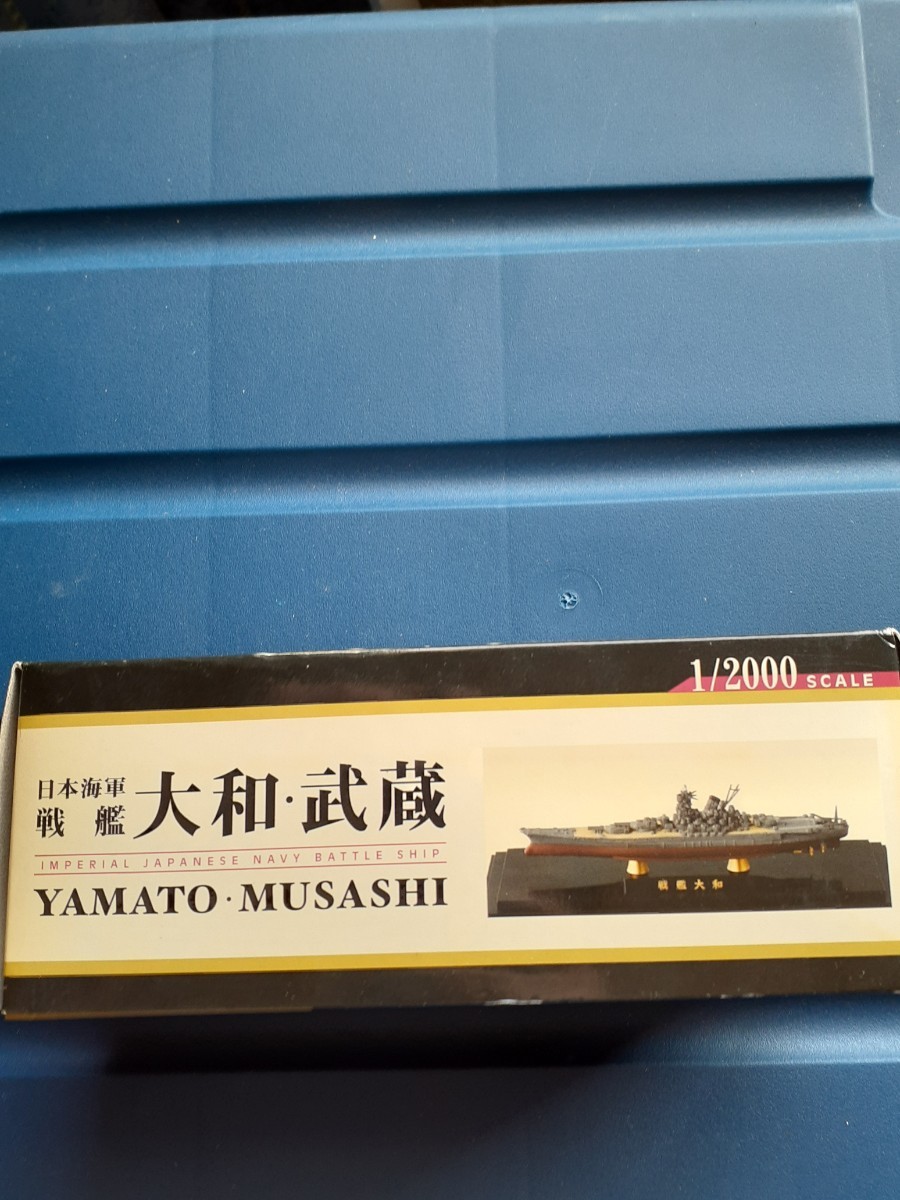 1/2000 SCALE
日本海軍
戦艦
大和・武蔵
IMPERIAL JAPANESE NAVY BATTLE SHIP
YAMATO・MUSASHI
戦艦大和